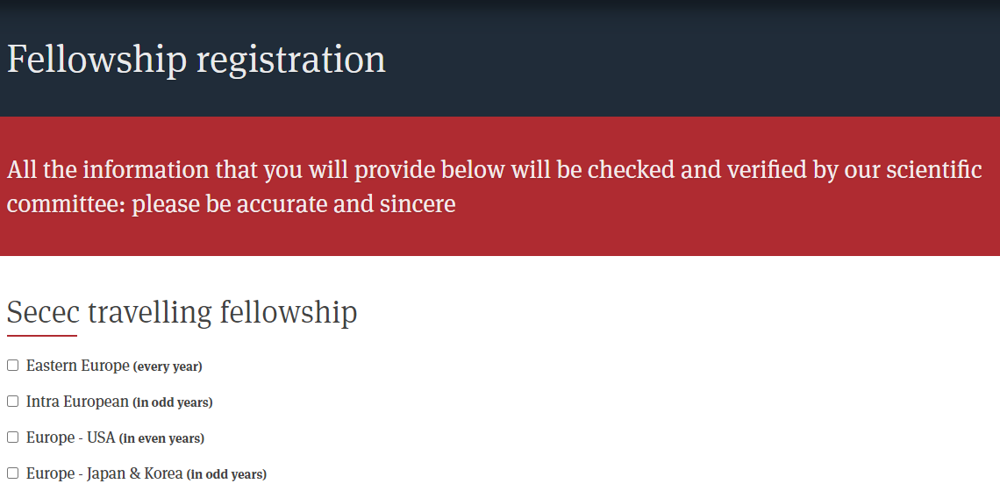 Fellowship registration
All the information that you will provide below will be checked and verified by our scientific
committee: please be accurate and sincere
Secec travelling fellowship
Eastern Europe (every year)
Intra European (in odd years)
Europe - USA (in even years)
Europe - Japan & Korea (in odd years)